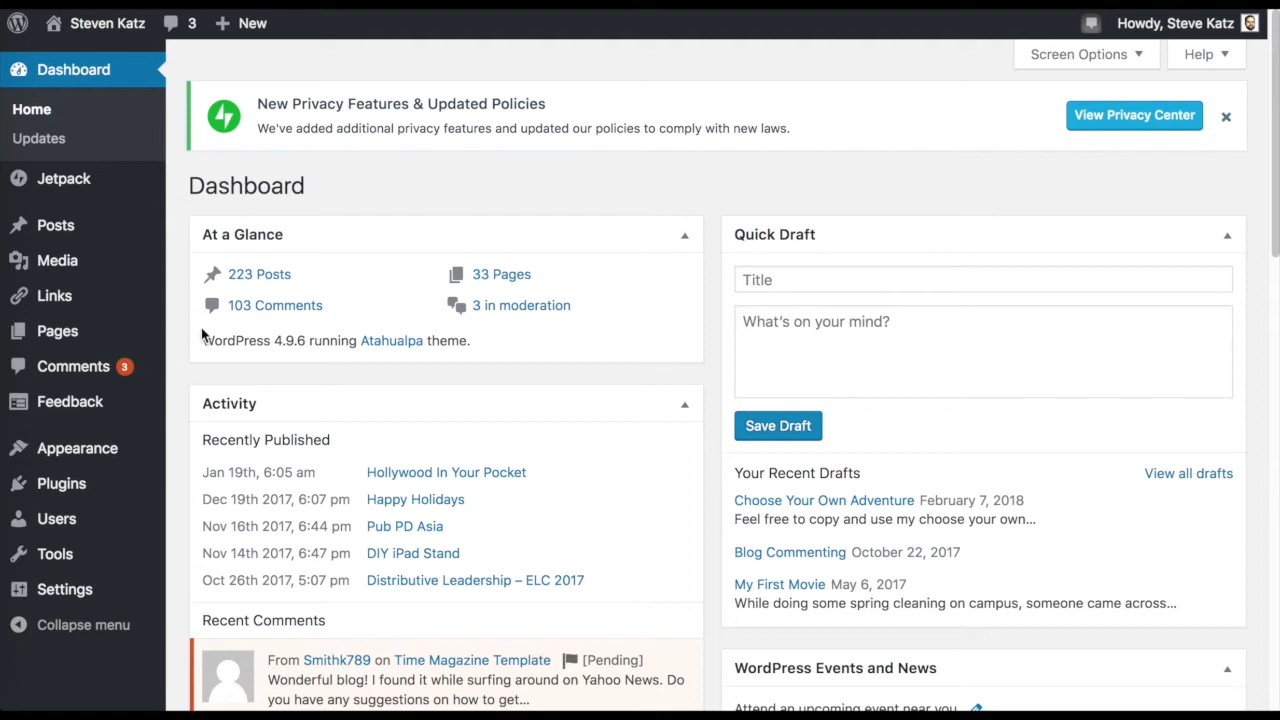 Steven Katz
3
New
Howdy, Steve Katz
Dashboard
Home
Updates
Jetpack
Posts
Media
Links
Pages
Comments 3
Feedback
Appearance
Plugins
Users
Tools
Settings
Collapse menu
Screen Options
Help
New Privacy Features & Updated Policies
We've added additional privacy features and updated our policies to comply with new laws.
View Privacy Center
Dashboard
At a Glance
223 Posts
33 Pages
103 Comments
3 in moderation
WordPress 4.9.6 running Atahualpa theme.
Activity
Recently Published
Jan 19th, 6:05 am Hollywood In Your Pocket
Dec 19th 2017, 6:07 pm Happy Holidays
Nov 16th 2017, 6:44 pm Pub PD Asia
Nov 14th 2017, 6:47 pm DIY iPad Stand
Oct 26th 2017, 5:07 pm Distributive Leadership – ELC 2017
Recent Comments
From Smithk789 on Time Magazine Template [Pending]
Wonderful blog! I found it while surfing around on Yahoo News. Do
you have any suggestions on how to get…
Quick Draft
Title
What's on your mind?
Save Draft
Your Recent Drafts
View all drafts
Choose Your Own Adventure February 7, 2018
Feel free to copy and use my choose your own…
Blog Commenting October 22, 2017
My First Movie May 6, 2017
While doing some spring cleaning on campus, someone came across…
WordPress Events and News
Attend an upcoming event near you.